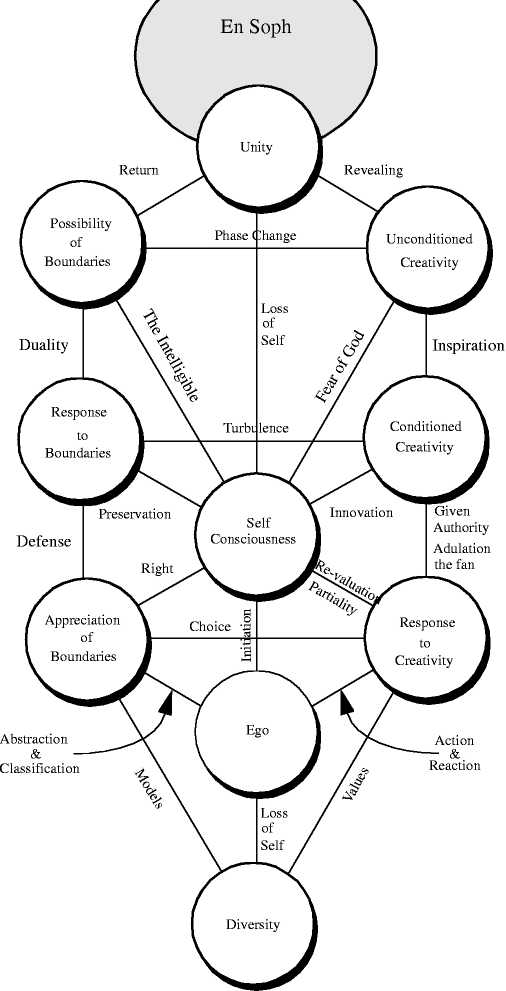 En Soph
Unity
Return
Revealing
Possibility
of
Boundaries
Phase Change
Unconditioned
Creativity
Loss
of
Self
The Intelligible
Fear of God
Duality
Inspiration
Response
to
Boundaries
Turbulence
Conditioned
Creativity
Preservation
Self
Consciousness
Innovation
Given
Authority
Adulation
the fan
Defense
Right
Re-valuation
Partiality
Appreciation
of
Boundaries
Choice
Initiation
Response
to
Creativity
Ego
Abstraction
&
Classification
Action
&
Reaction
Models
Values
Loss
of
Self
Diversity